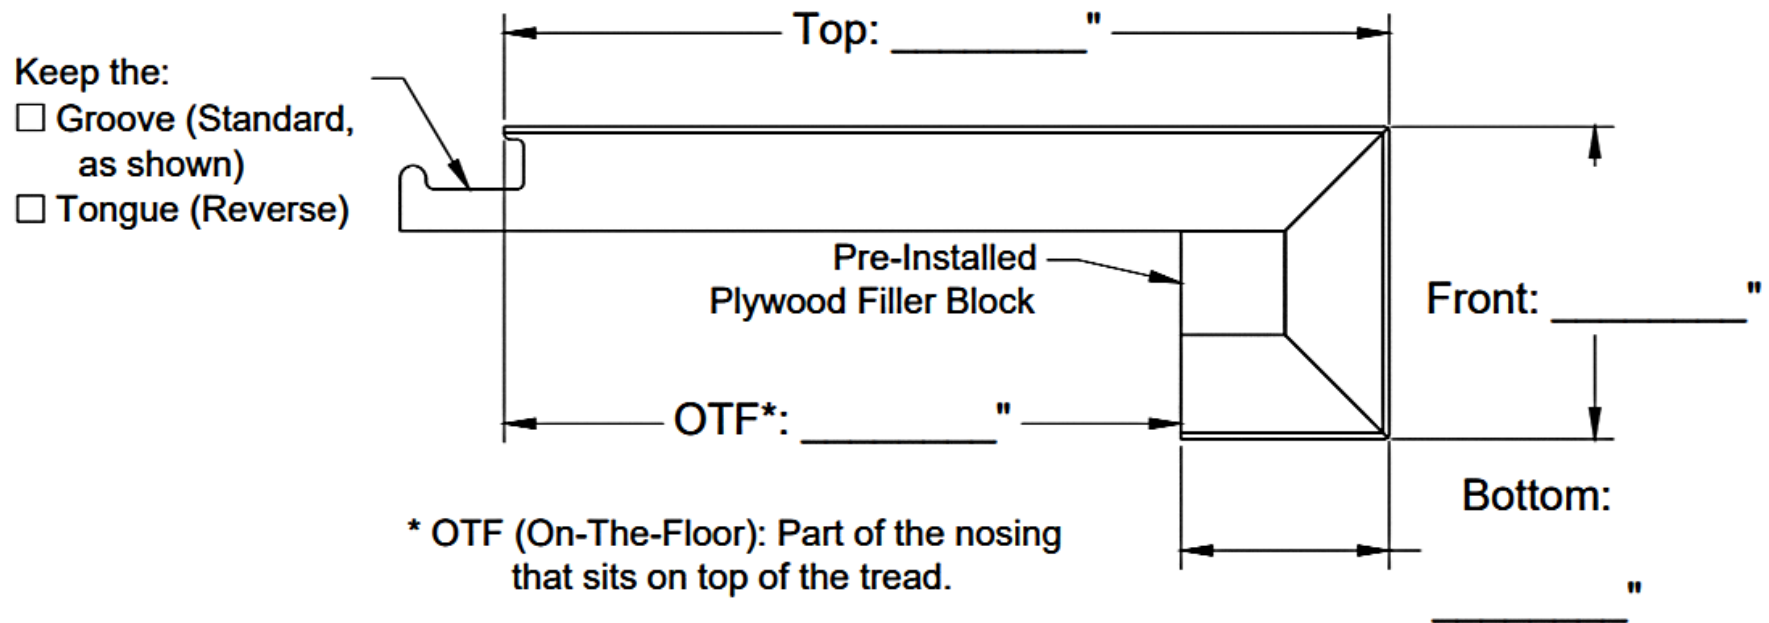 Top: ________"
Keep the:
☐ Groove (Standard,
as shown)
☐ Tongue (Reverse)
Pre-Installed
Plywood Filler Block
Front: ________"
OTF*: ________"
Bottom:
________"
* OTF (On-The-Floor): Part of the nosing
that sits on top of the tread.